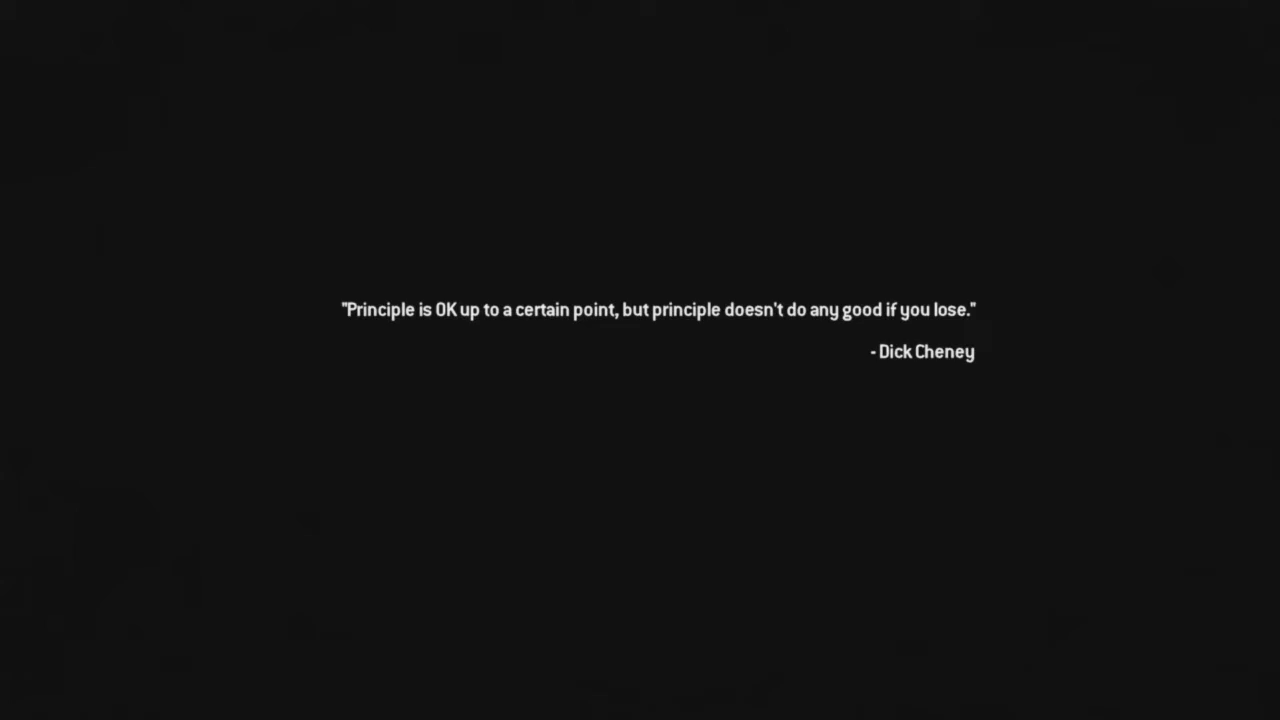 "Principle is OK up to a certain point, but principle doesn't do any good if you lose."
- Dick Cheney